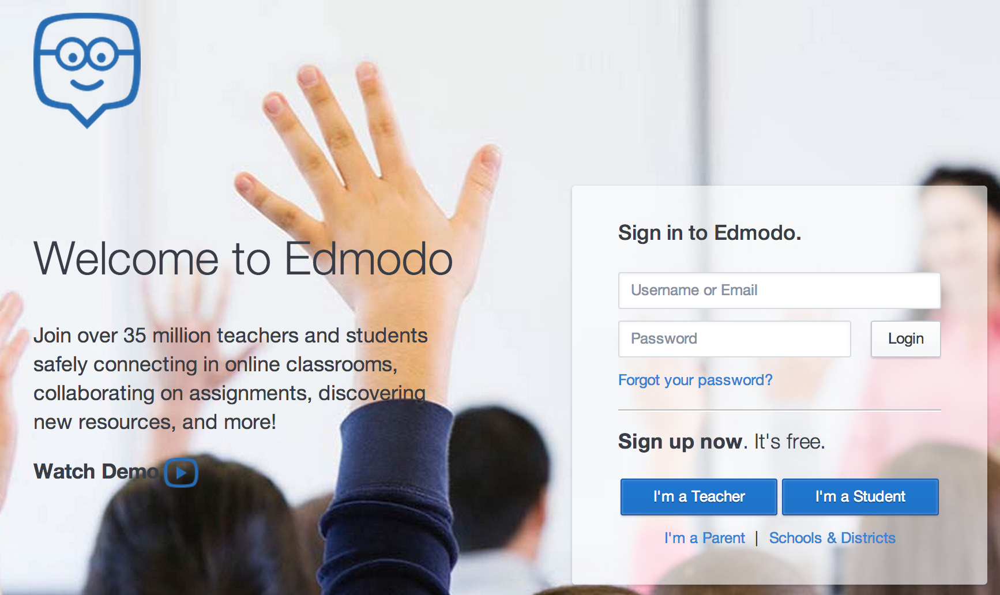 Welcome to Edmodo
Join over 35 million teachers and students
safely connecting in online classrooms,
collaborating on assignments, discovering
new resources, and more!
Watch Demo
Sign in to Edmodo.
Username or Email
Password
Login
Forgot your password?
Sign up now. It's free.
I'm a Teacher
I'm a Student
I'm a Parent | Schools & Districts